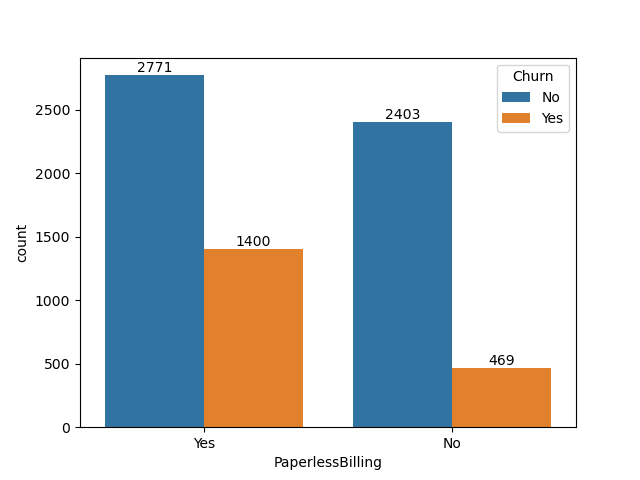 2771
2403
1400
469
Churn
No
Yes
count
2500
2000
1500
1000
500
0
Yes
No
PaperlessBilling